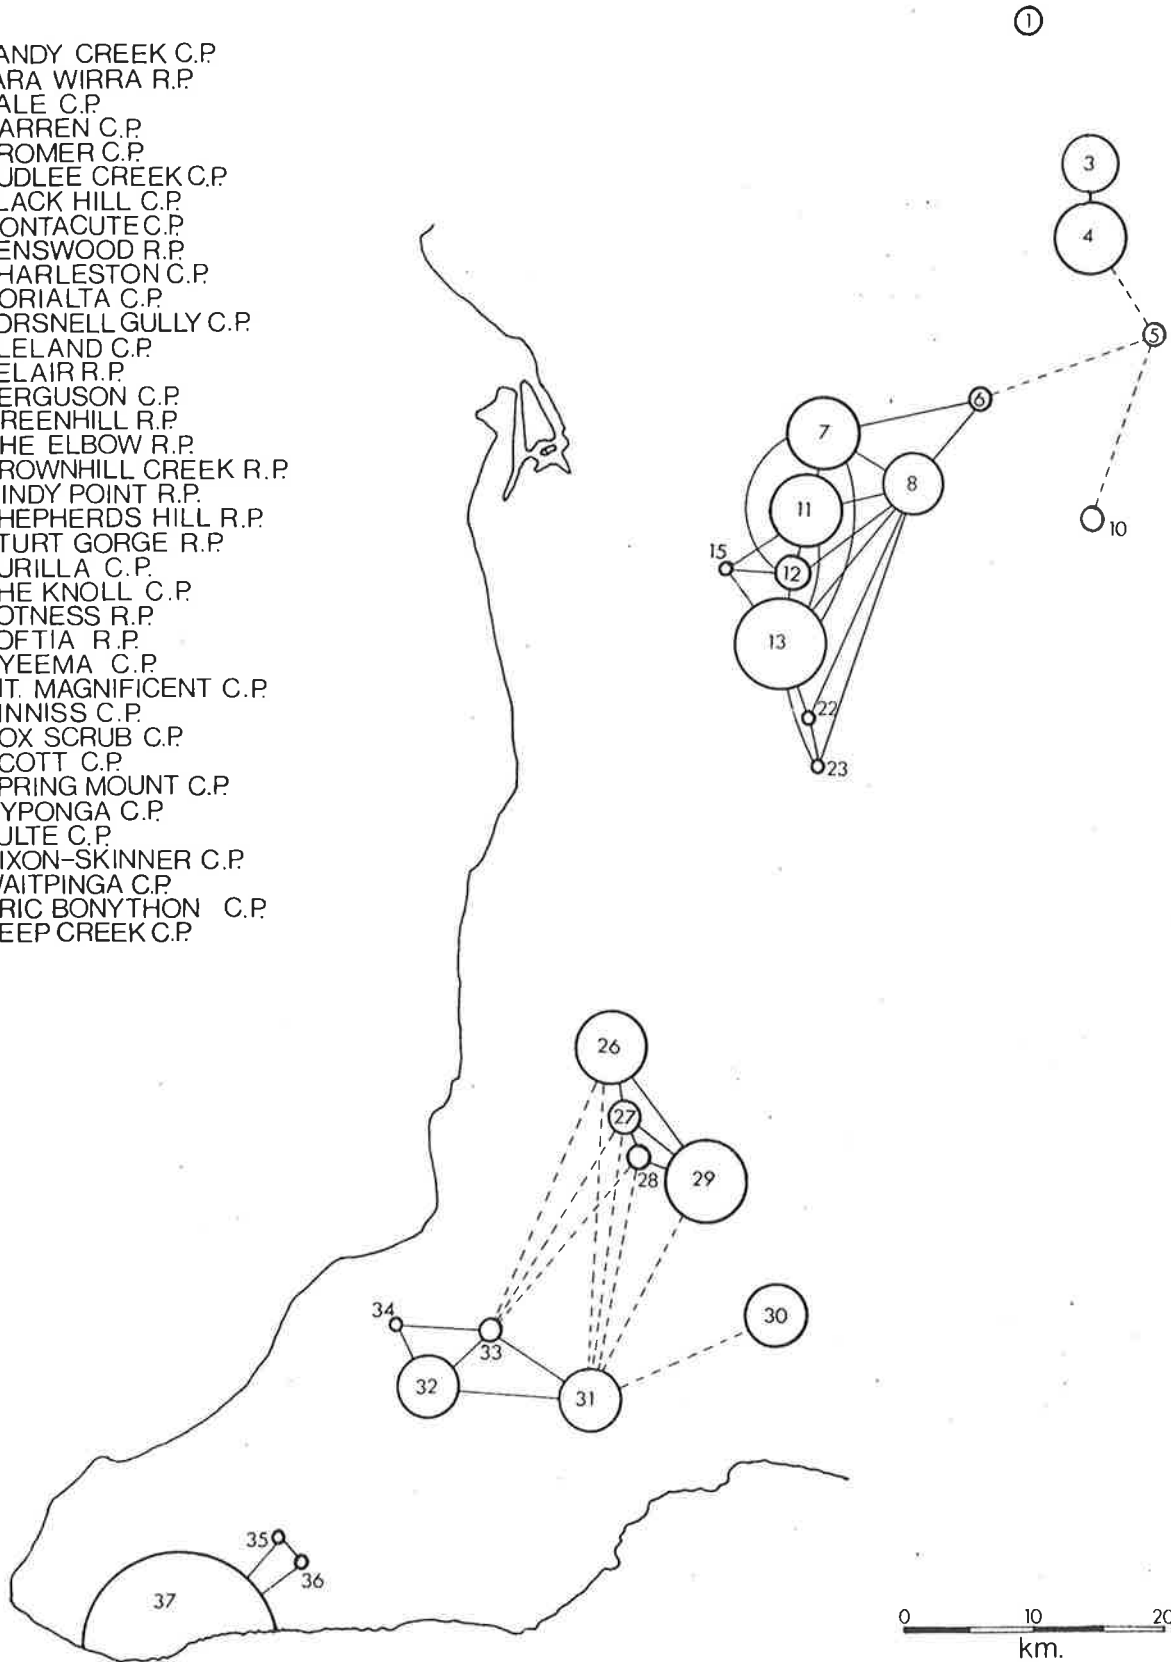 ANDY CREEK C.P.
ARA WIRRA R.P.
ALE C.P.
ARREN C.P.
ROMER C.P.
UDLEE CREEK C.P.
LACK HILL C.P.
ONTACUTE C.P.
ENSWOOD R.P.
HARLESTON C.P.
ORIALTA C.P.
ORSNELL GULLY C.P.
LELAND C.P.
ELAIR R.P.
ERGUSON C.P.
REENHILL R.P.
HE ELBOW R.P.
ROWNHILL CREEK R.P.
INDY POINT R.P.
HEPHERDS HILL R.P.
TURT GORGE R.P.
URILLA C.P.
HE KNOLL C.P.
OTNESS R.P.
OFTIA R.P.
YEEMA C.P.
T. MAGNIFICENT C.P.
INNISS C.P.
OX SCRUB C.P.
COTT C.P.
PRING MOUNT C.P.
YPONGA C.P.
ULTE C.P.
IXON-SKINNER C.P.
AITPINGA C.P.
RIC BONYTHON C.P.
EEP CREEK C.P.
1
3
4
5
6
7
8
11
10
15
12
13
22
23
26
27
28
29
30
34
33
32
31
35
36
37
0 10 20
km.